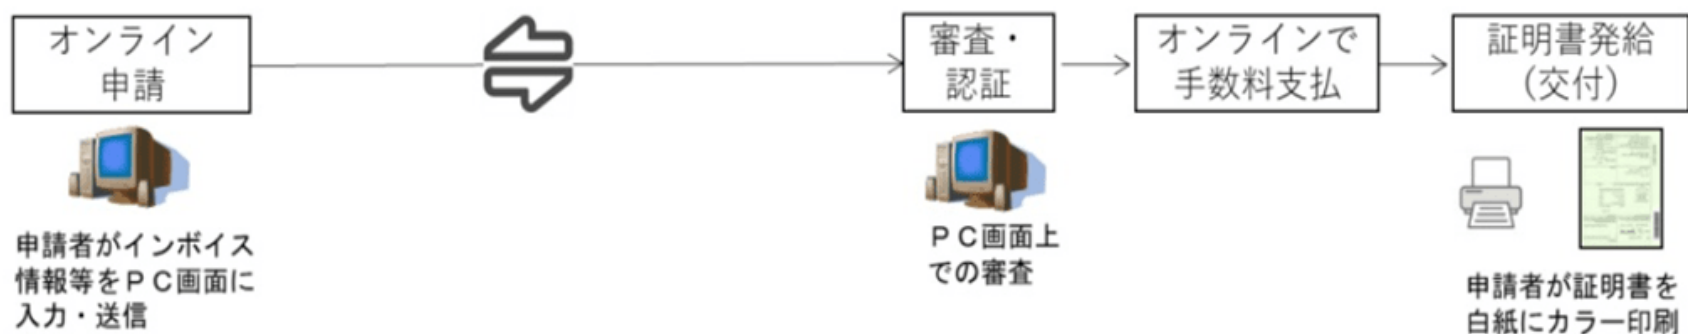 オンライン
申請
審査・
認証
オンラインで
手数料支払
証明書発給
（交付）
申請者がインボイス
情報等をＰＣ画面に
入力・送信
ＰＣ画面上
での審査
申請者が証明書を
白紙にカラー印刷